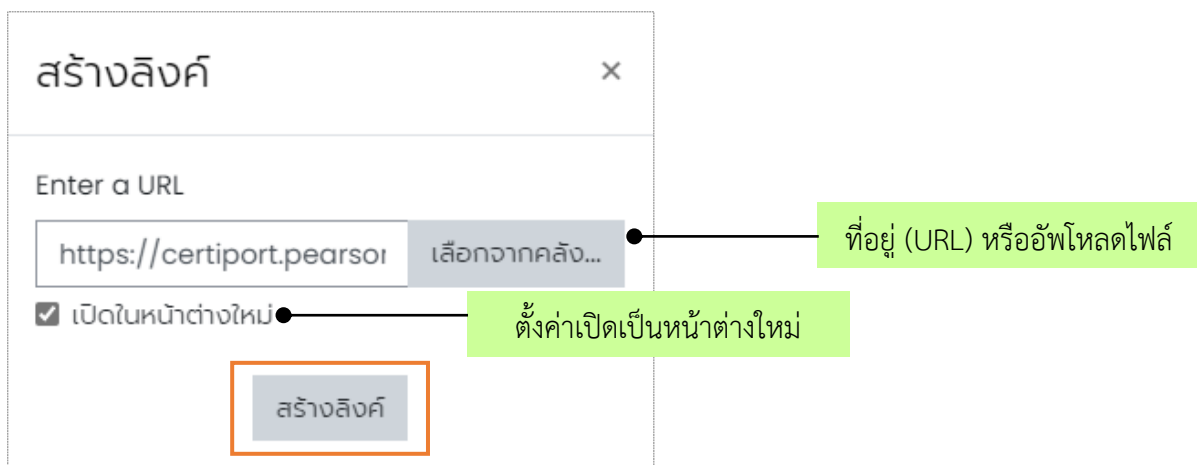 สร้างลิงค์ ×
Enter a URL
https://certiport.pearsor เลือกจากคลัง...
ที่อยู่ (URL) หรืออัพโหลดไฟล์
เปิดในหน้าต่างใหม่
ตั้งค่าเปิดเป็นหน้าต่างใหม่
สร้างลิงค์